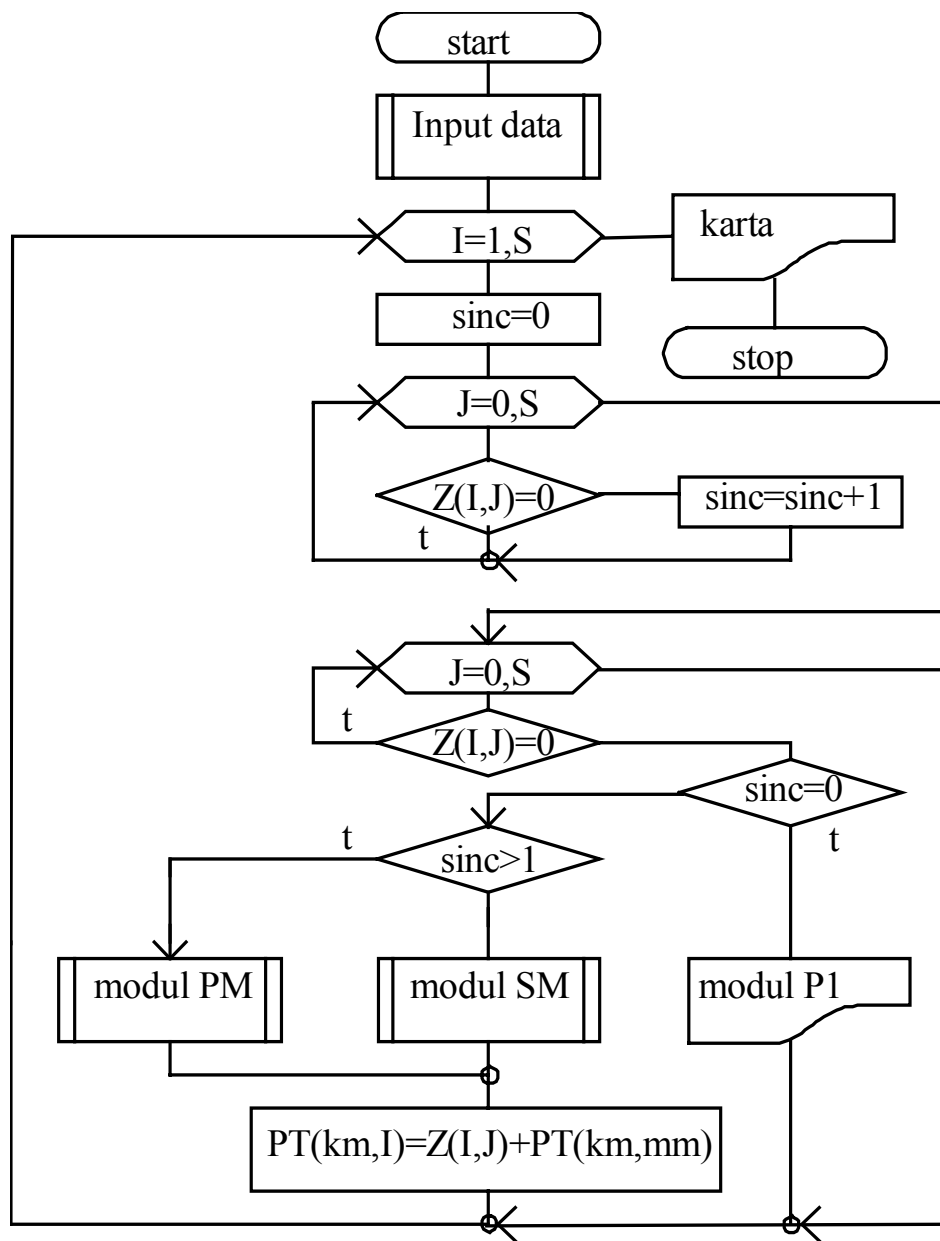 start
Input data
I=1,S
karta
sinc=0
stop
J=0,S
Z(I,J)=0
sinc=sinc+1
t
J=0,S
t
Z(I,J)=0
sinc=0
t
t
sinc>1
modul PM
modul SM
modul P1
PT(km,I)=Z(I,J)+PT(km,mm)